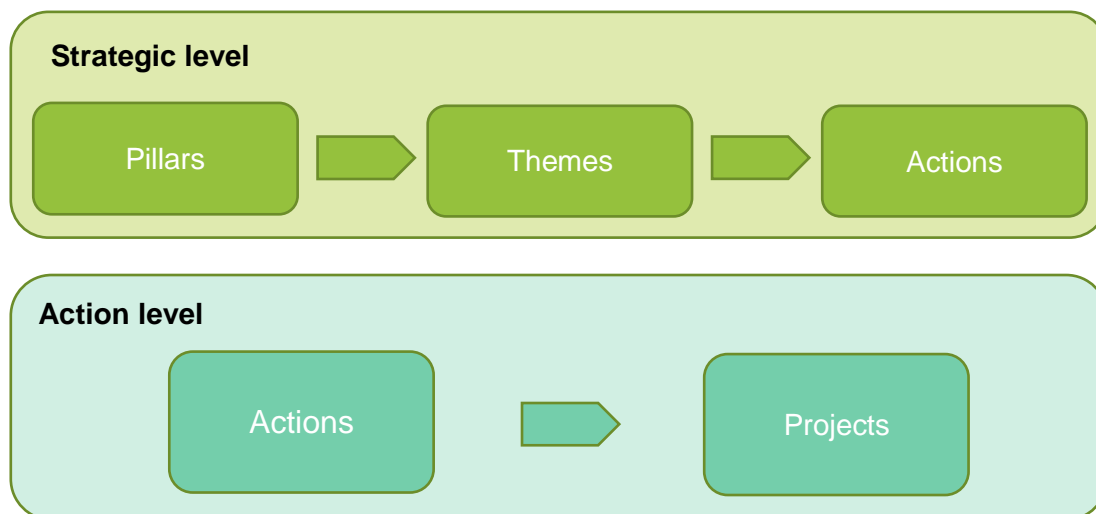 Strategic level
Pillars
Themes
Actions
Action level
Actions
Projects